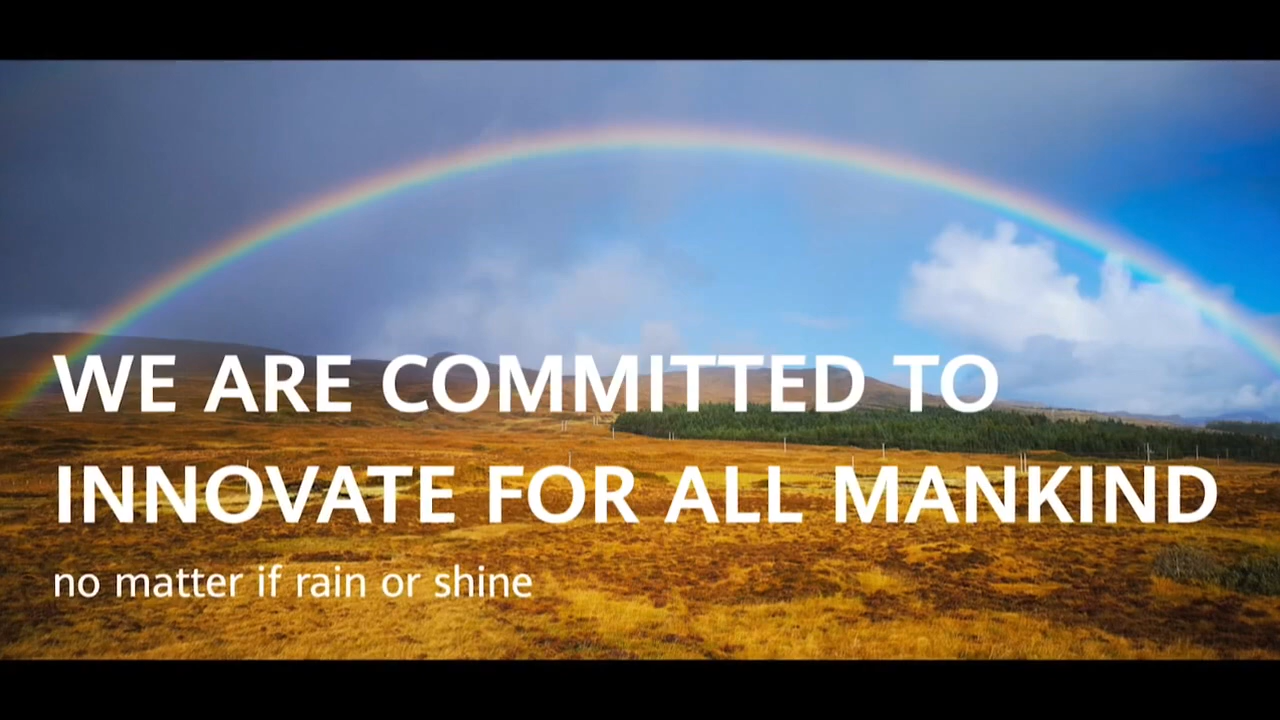 WE ARE COMMITTED TO
INNOVATE FOR ALL MANKIND
no matter if rain or shine